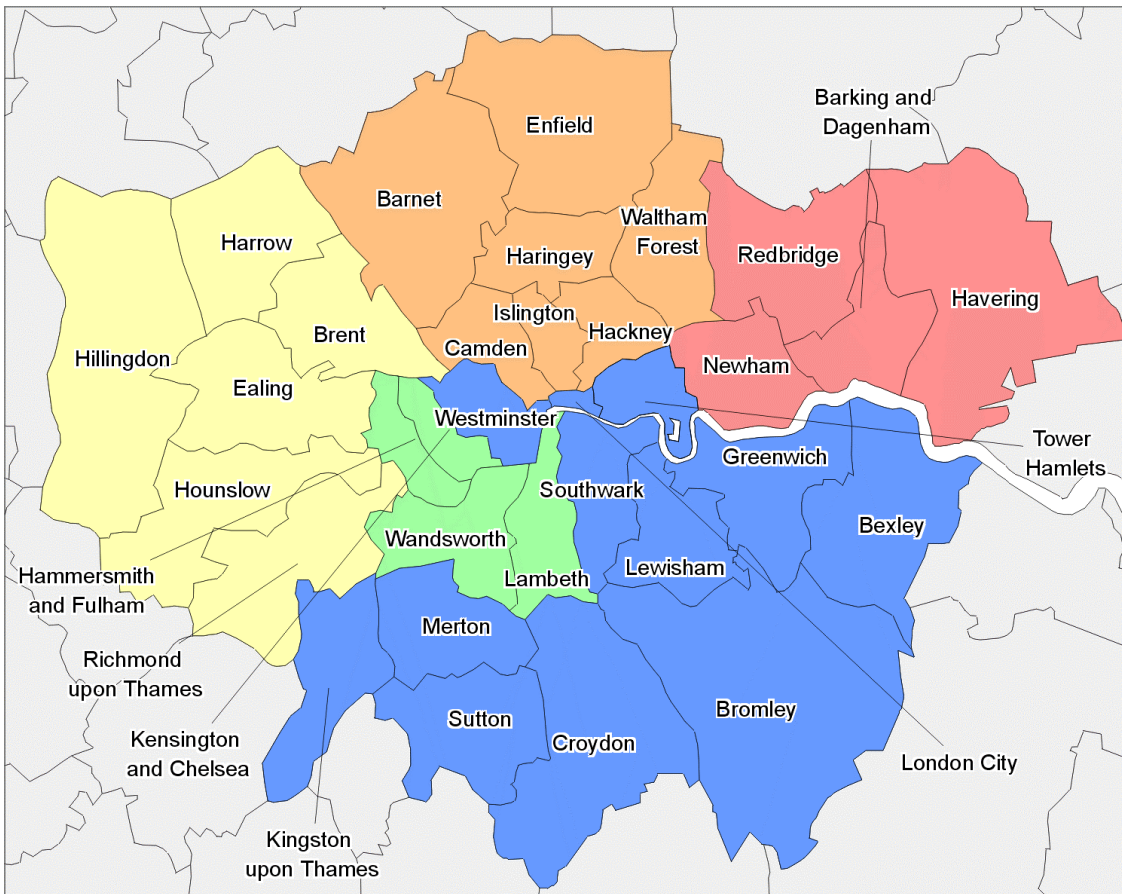 Barking and
Dagenham
Enfield
Barnet
Waltham
Forest
Harrow
Haringey
Redbridge
Havering
Islington
Brent
Hackney
Camden
Hillingdon
Ealing
Newham
Westminster
Tower
Hamlets
Greenwich
Hounslow
Southwark
Bexley
Wandsworth
Lewisham
Lambeth
Hammersmith
and Fulham
Merton
Richmond
upon Thames
Bromley
Sutton
Kensington
and Chelsea
Croydon
London City
Kingston
upon Thames